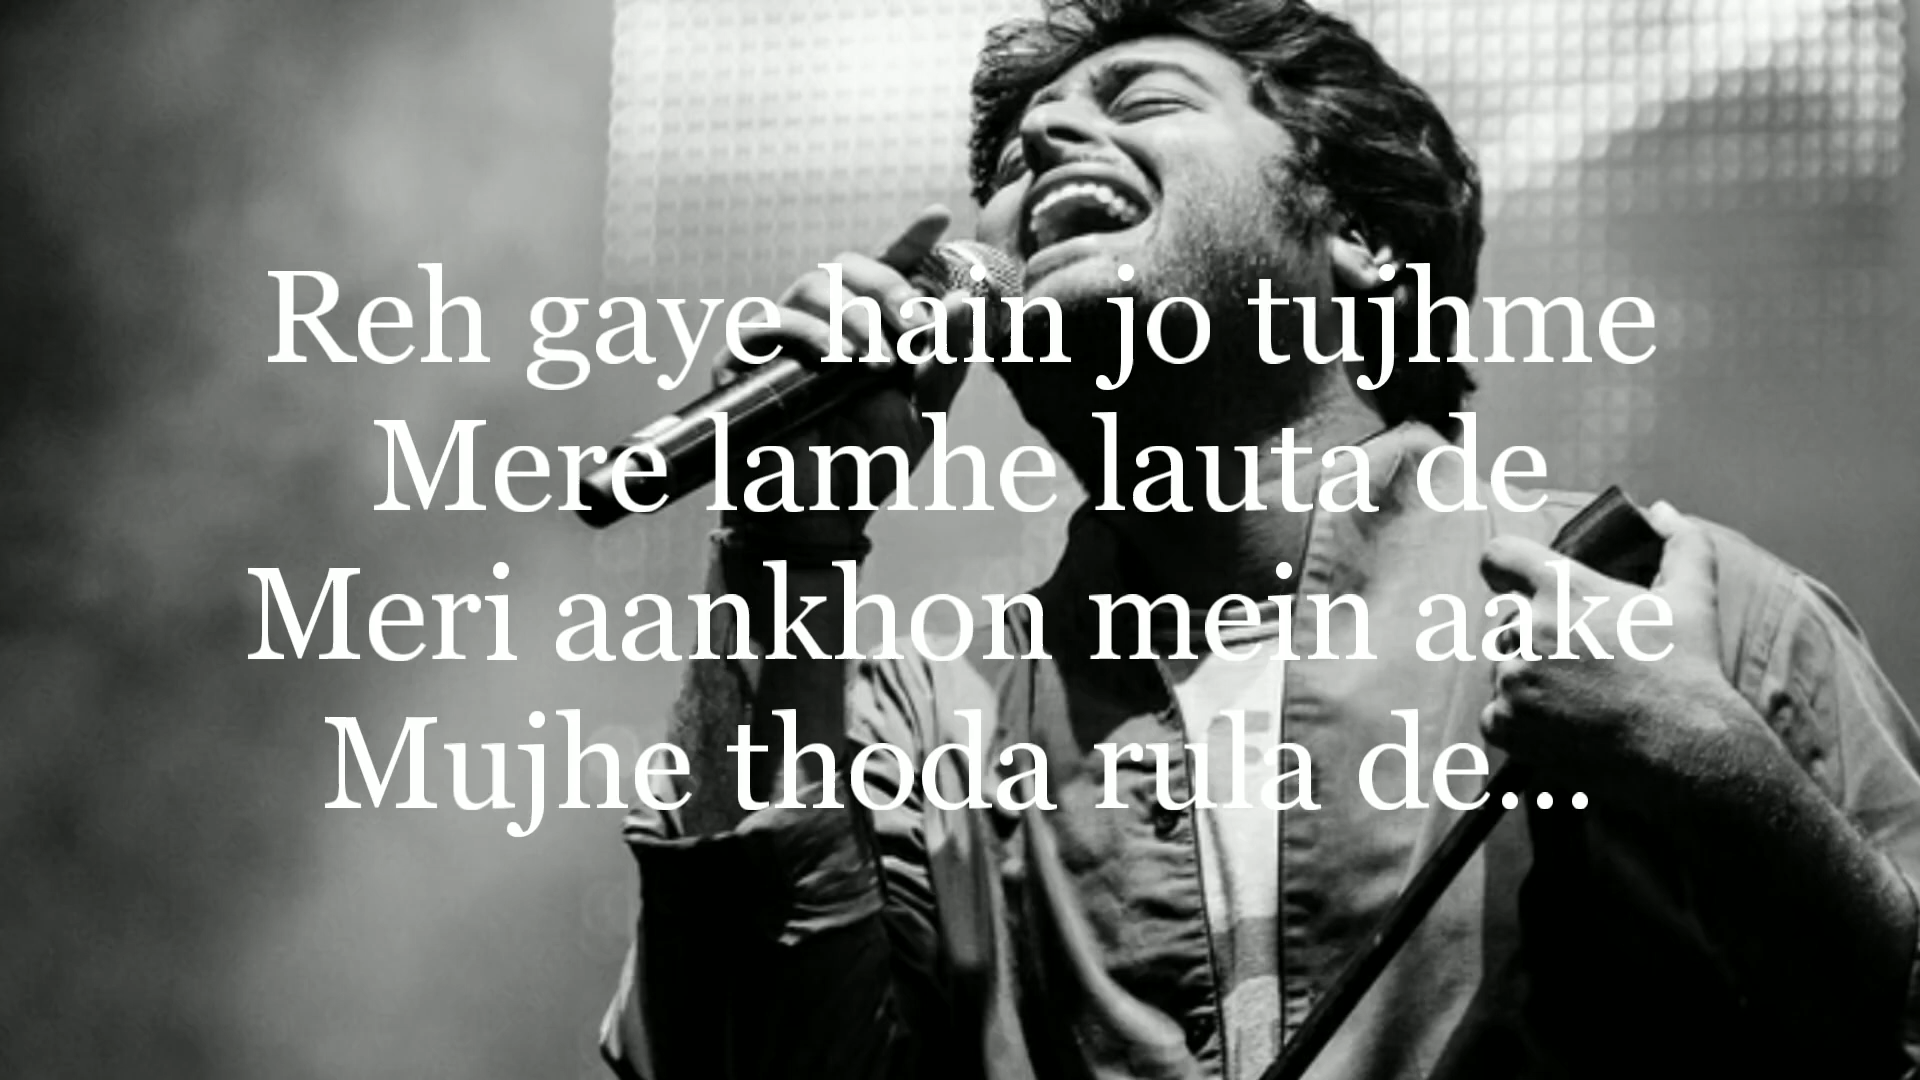 Reh gaye hain jo tujhme
Mere lamhe lauta de
Meri aankhon mein aake
Mujhe thoda rula de...